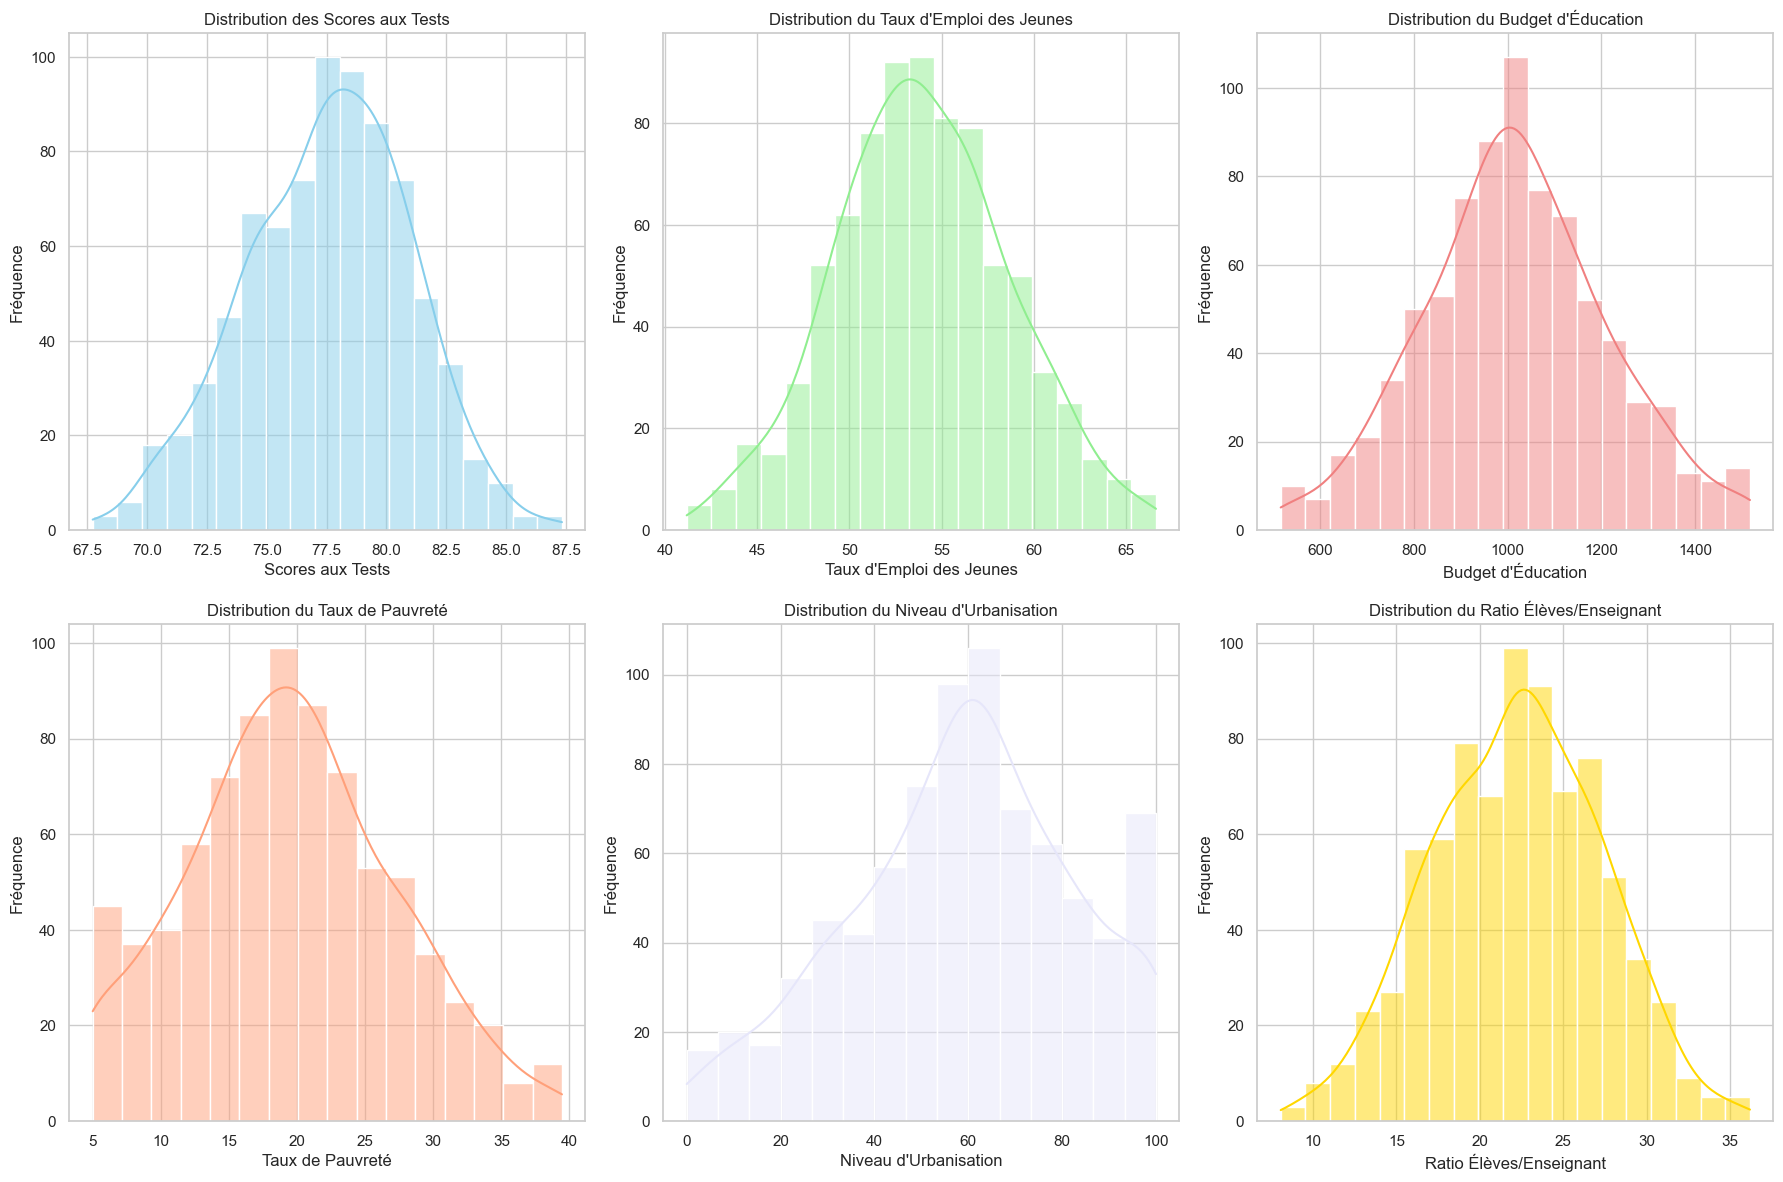 Distribution des Scores aux Tests
100
80
60
40
20
0
Fréquence
67.5 70.0 72.5 75.0 77.5 80.0 82.5 85.0 87.5
Scores aux Tests
Distribution du Taux d'Emploi des Jeunes
80
60
40
20
0
Fréquence
40 45 50 55 60 65
Taux d'Emploi des Jeunes
Distribution du Budget d'Éducation
100
80
60
40
20
0
Fréquence
600 800 1000 1200 1400
Budget d'Éducation
Distribution du Taux de Pauvreté
100
80
60
40
20
0
Fréquence
5 10 15 20 25 30 35 40
Taux de Pauvreté
Distribution du Niveau d'Urbanisation
100
80
60
40
20
0
Fréquence
0 20 40 60 80 100
Niveau d'Urbanisation
Distribution du Ratio Élèves/Enseignant
100
80
60
40
20
0
Fréquence
10 15 20 25 30 35
Ratio Élèves/Enseignant